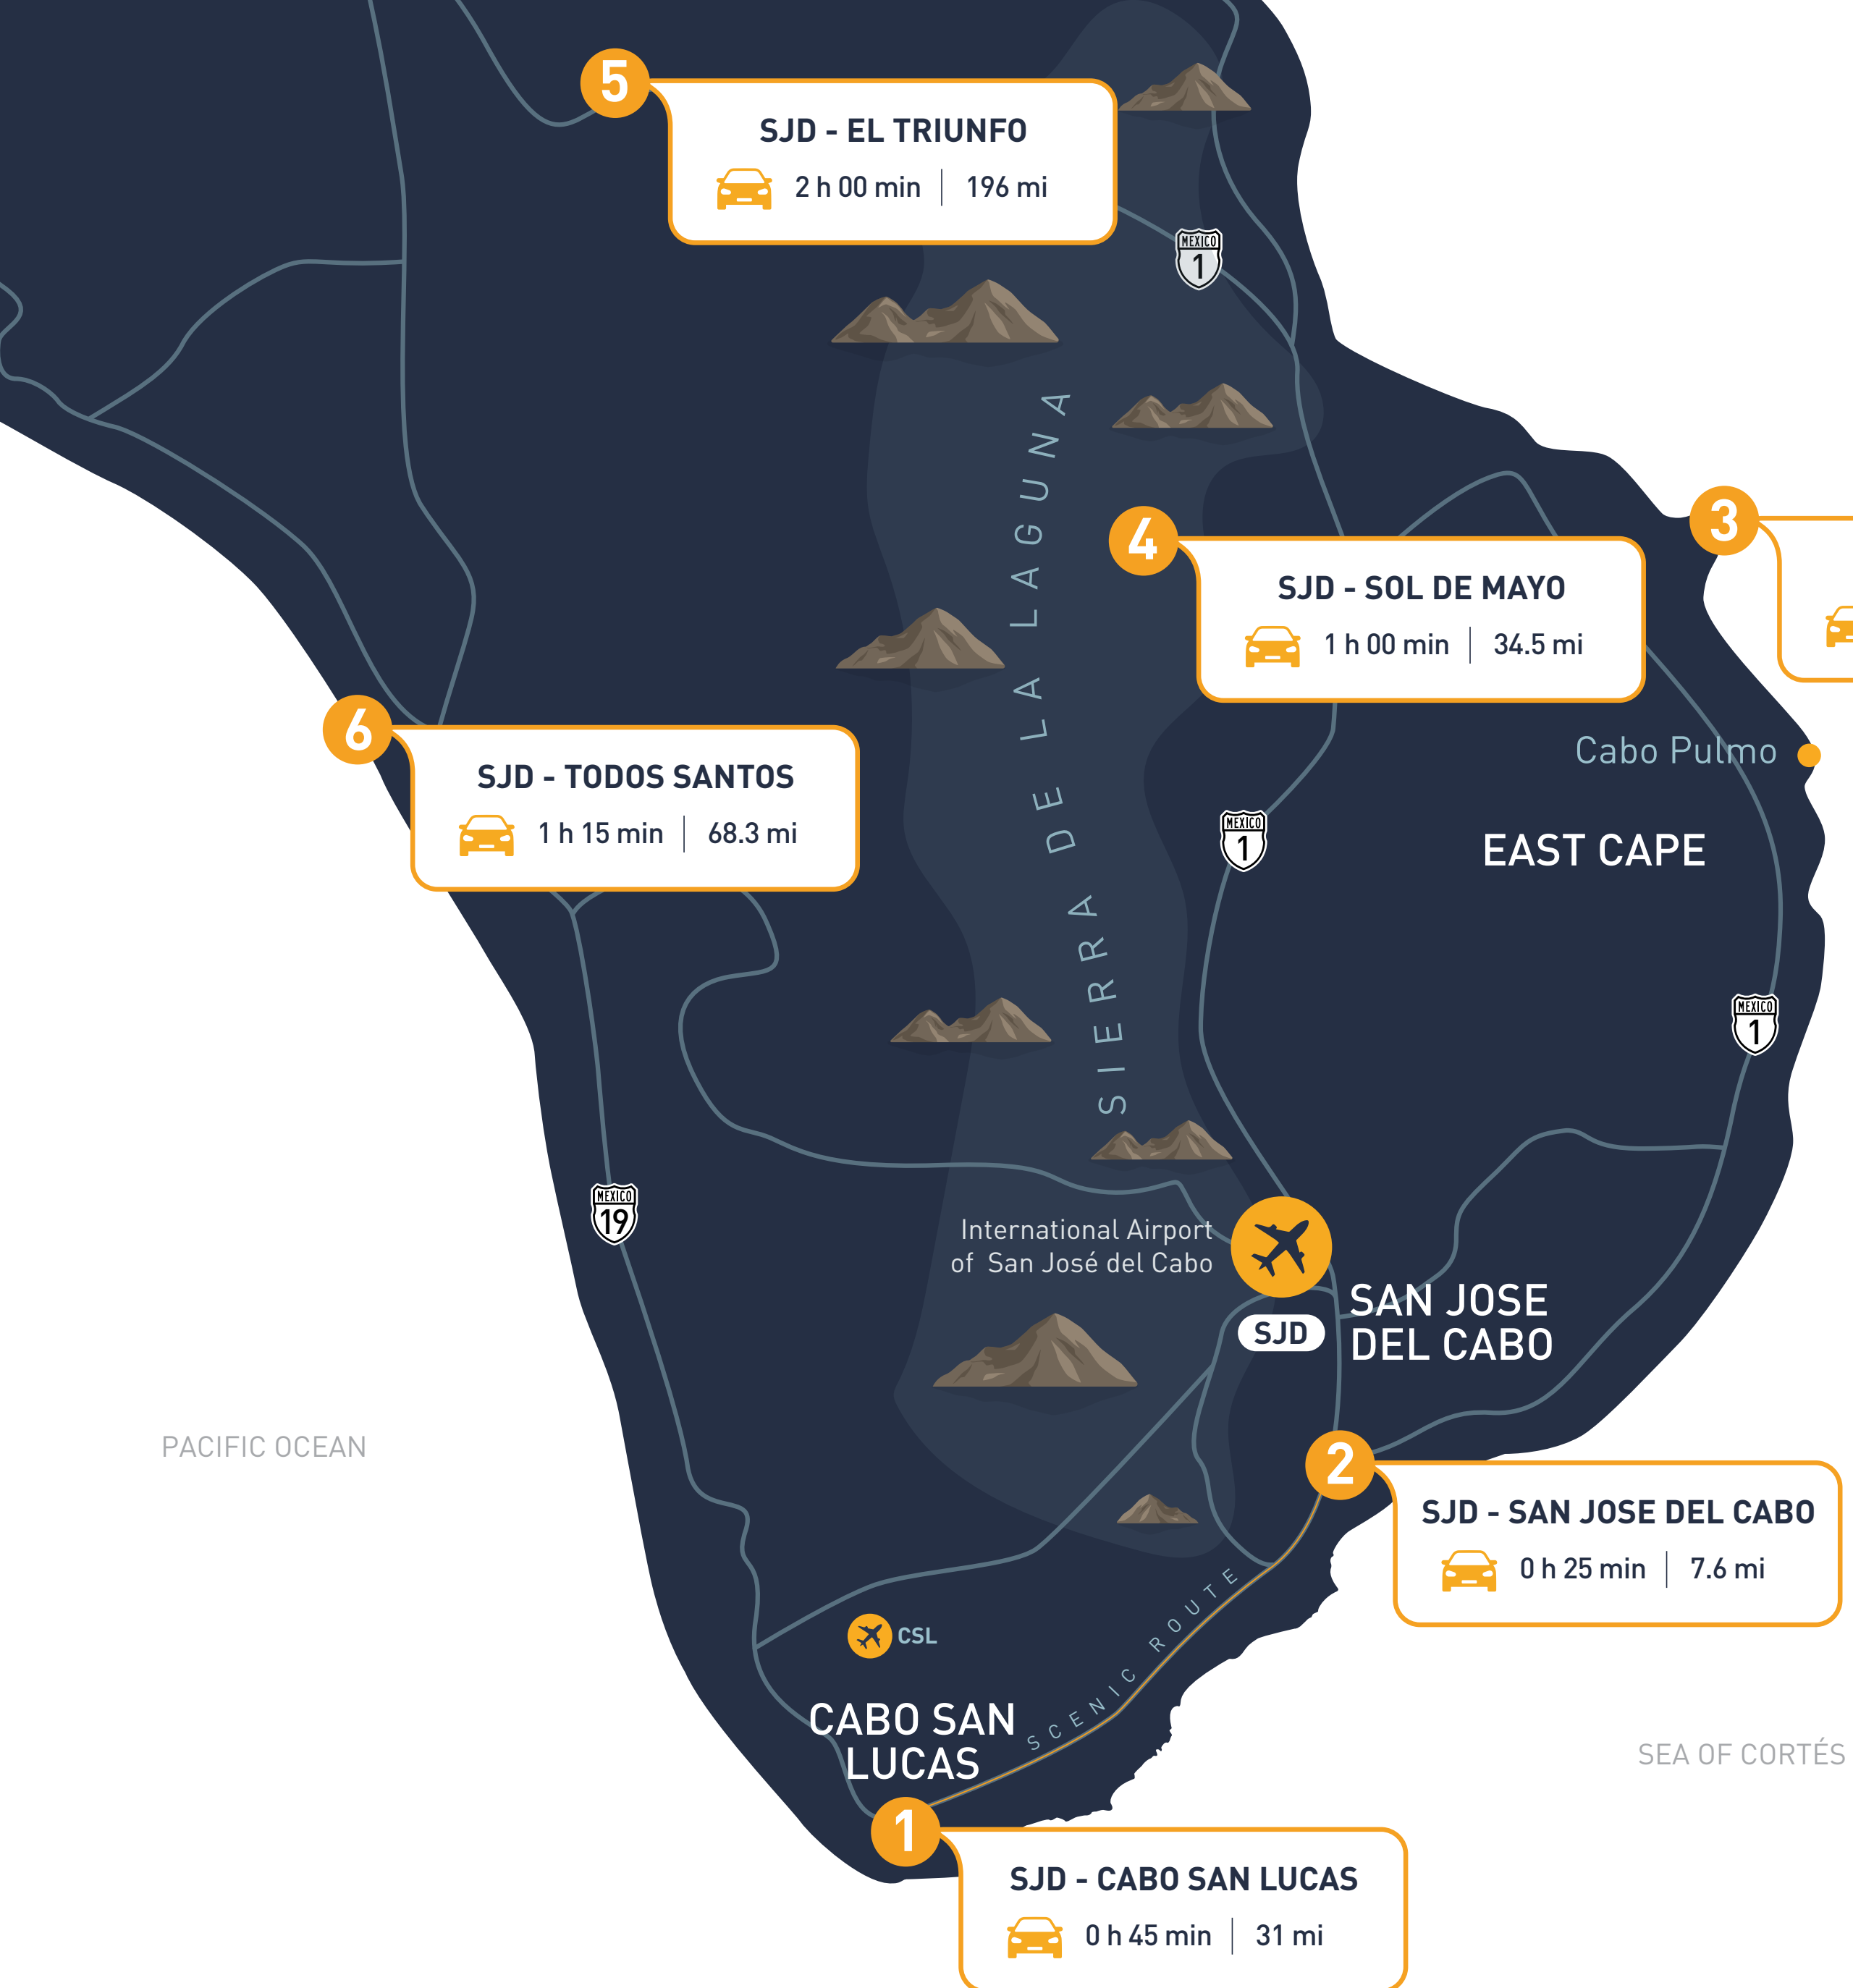 5
SJD - EL TRIUNFO
2 h 00 min | 196 mi
MEXICO
1
SIERRA DE LA LAGUNA
3
4
SJD - SOL DE MAYO
1 h 00 min | 34.5 mi
6
SJD - TODOS SANTOS
1 h 15 min | 68.3 mi
Cabo Pulmo
MEXICO
1
EAST CAPE
MEXICO
1
MEXICO
19
International Airport
of San José del Cabo
SJD
SAN JOSE
DEL CABO
PACIFIC OCEAN
2
SJD - SAN JOSE DEL CABO
0 h 25 min | 7.6 mi
CSL
SCENIC ROUTE
CABO SAN
LUCAS
SEA OF CORTÉS
1
SJD - CABO SAN LUCAS
0 h 45 min | 31 mi